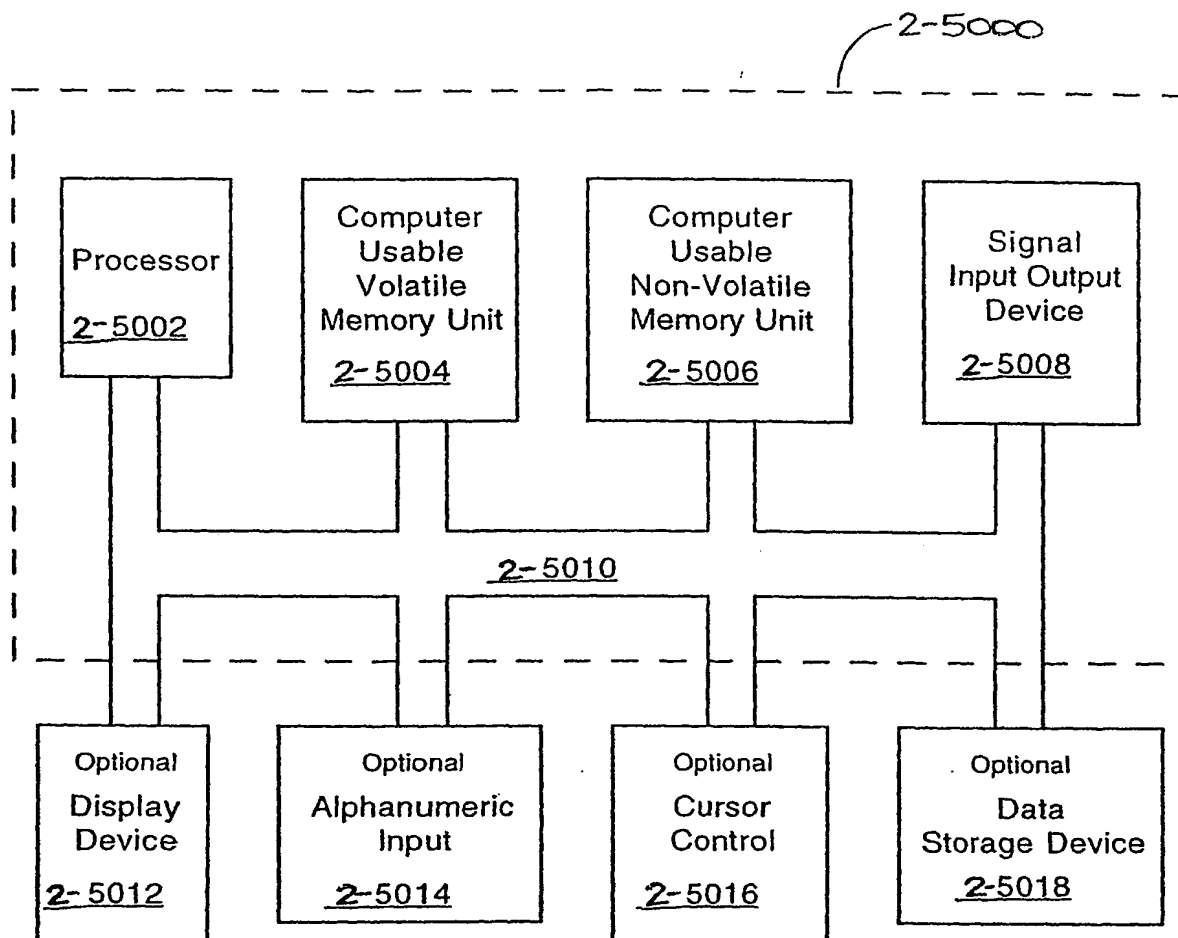 2-5000
Processor
2-5002
Computer
Usable
Volatile
Memory Unit
2-5004
Computer
Usable
Non-Volatile
Memory Unit
2-5006
Signal
Input Output
Device
2-5008
2-5010
Optional
Display
Device
2-5012
Optional
Alphanumeric
Input
2-5014
Optional
Cursor
Control
2-5016
Optional
Data
Storage Device
2-5018